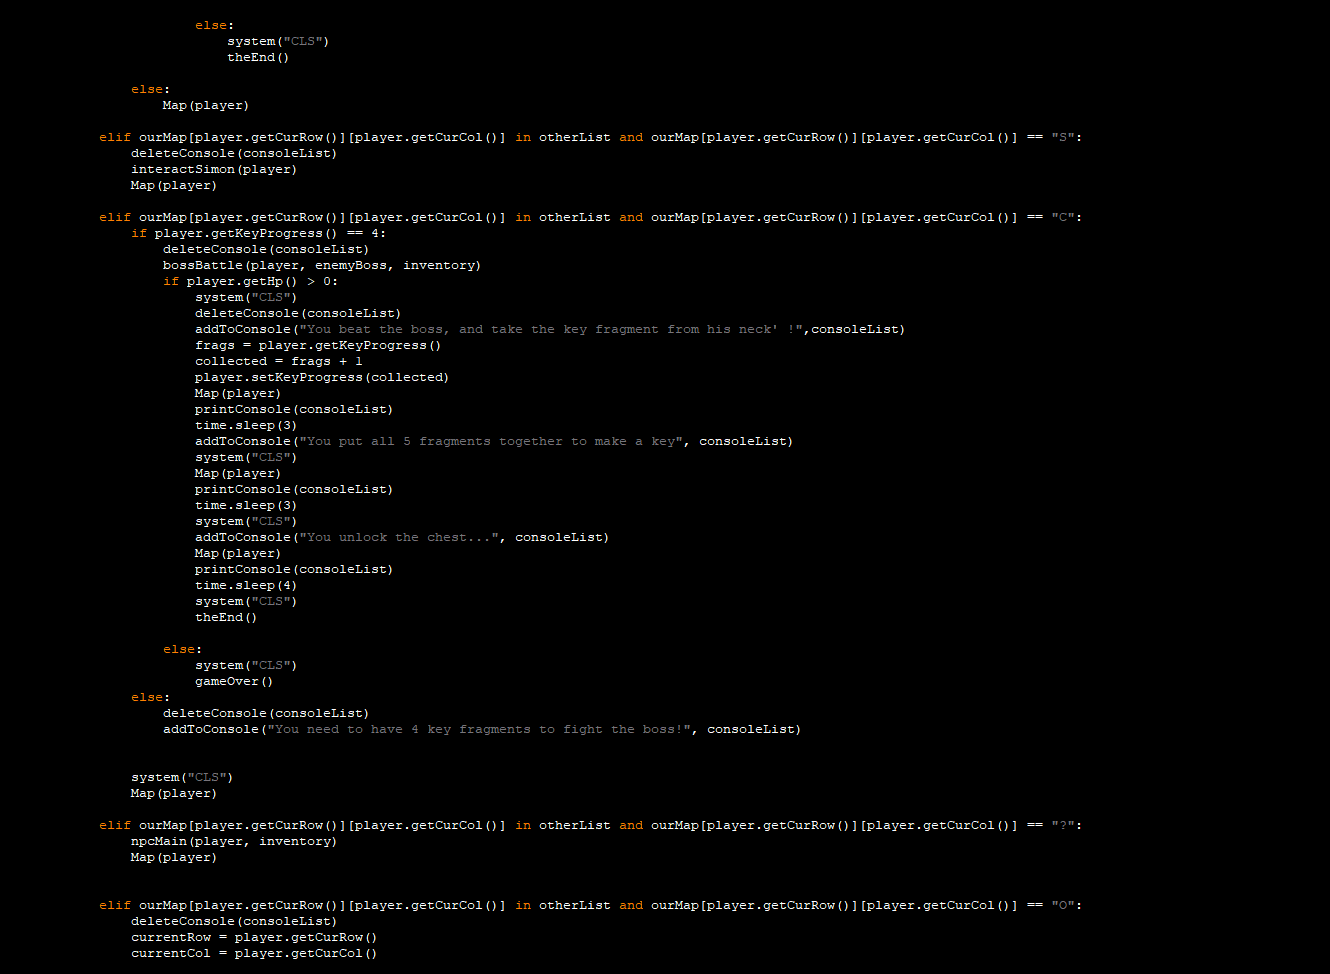 else:
system("CLS")
theEnd()
else:
Map(player)
elif ourMap[player.getCurRow()][player.getCurCol()] in otherList and ourMap[player.getCurRow()][player.getCurCol()] == "S":
deleteConsole(consoleList)
interactSimon(player)
Map(player)
elif ourMap[player.getCurRow()][player.getCurCol()] in otherList and ourMap[player.getCurRow()][player.getCurCol()] == "C":
if player.getKeyProgress() == 4:
deleteConsole(consoleList)
bossBattle(player, enemyBoss, inventory)
if player.getHp() > 0:
system("CLS")
deleteConsole(consoleList)
addToConsole("You beat the boss, and take the key fragment from his neck' !",consoleList)
frags = player.getKeyProgress()
collected = frags + 1
player.setKeyProgress(collected)
Map(player)
printConsole(consoleList)
time.sleep(3)
addToConsole("You put all 5 fragments together to make a key", consoleList)
system("CLS")
Map(player)
printConsole(consoleList)
time.sleep(3)
system("CLS")
addToConsole("You unlock the chest...", consoleList)
Map(player)
printConsole(consoleList)
time.sleep(4)
system("CLS")
theEnd()
else:
system("CLS")
gameOver()
else:
deleteConsole(consoleList)
addToConsole("You need to have 4 key fragments to fight the boss!", consoleList)
system("CLS")
Map(player)
elif ourMap[player.getCurRow()][player.getCurCol()] in otherList and ourMap[player.getCurRow()][player.getCurCol()] == "?":
npcMain(player, inventory)
Map(player)
elif ourMap[player.getCurRow()][player.getCurCol()] in otherList and ourMap[player.getCurRow()][player.getCurCol()] == "O":
deleteConsole(consoleList)
currentRow = player.getCurRow()
currentCol = player.getCurCol()